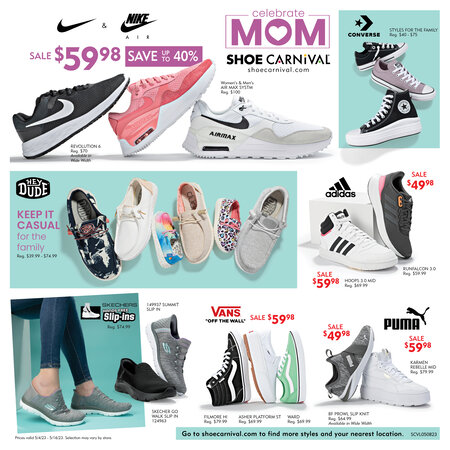 &
NIKE
AIR
SALE $59.98
SAVE UP TO 40%
celebrate
MOM
SHOE CARNIVAL
shoecarnival.com
Women's & Men's
AIR MAX SYSTM
Reg. $100
REVOLUTION 6
Reg. $70
Available in
Wide Width
AIRMAX
CONVERSE
STYLES FOR THE FAMILY
Reg. $40 - $75
HEY
DUDE
KEEP IT
CASUAL
for the
family
Reg. $39.99 - $74.99
adidas
SALE
$49.98
RUNFALCON 3.0
Reg. $59.99
SALE
$59.98
HOOPS 3.0 MID
Reg. $69.99
SKECHERS
Slip-ins
Reg. $74.99
149937 SUMMIT
SLIP IN
SKECHER GO
WALK SLIP IN
124963
VANS
"OFF THE WALL"
SALE $59.98
FILMORE HI
Reg. $79.99
ASHER PLATFORM ST
Reg. $69.99
WARD
Reg. $69.99
SALE
$49.98
BF PROWL SLIP KNIT
Reg. $64.99
Available in Wide Width
PUMA
SALE
$59.98
KARMEN
REBELLE MID
Reg. $79.99
Prices valid 5/4/23 - 5/16/23. Selection may vary by store.
Go to shoecarnival.com to find more styles and your nearest location.
SCVL050823